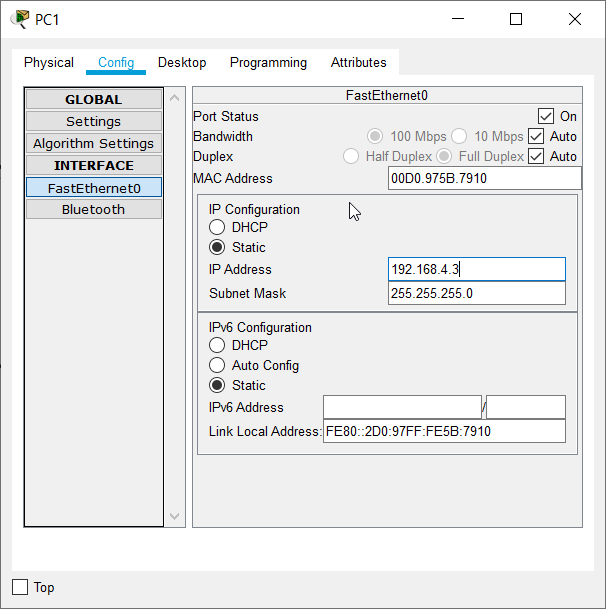 PC1
Physical Config Desktop Programming Attributes
GLOBAL
Settings
Algorithm Settings
INTERFACE
FastEthernet0
Bluetooth
FastEthernet0
Port Status On
Bandwidth 100 Mbps 10 Mbps Auto
Duplex Half Duplex Full Duplex Auto
MAC Address 00D0.975B.7910
IP Configuration
DHCP
Static
IP Address 192.168.4.3
Subnet Mask 255.255.255.0
IPv6 Configuration
DHCP
Auto Config
Static
IPv6 Address /
Link Local Address: FE80::2D0:97FF:FE5B:7910
Top